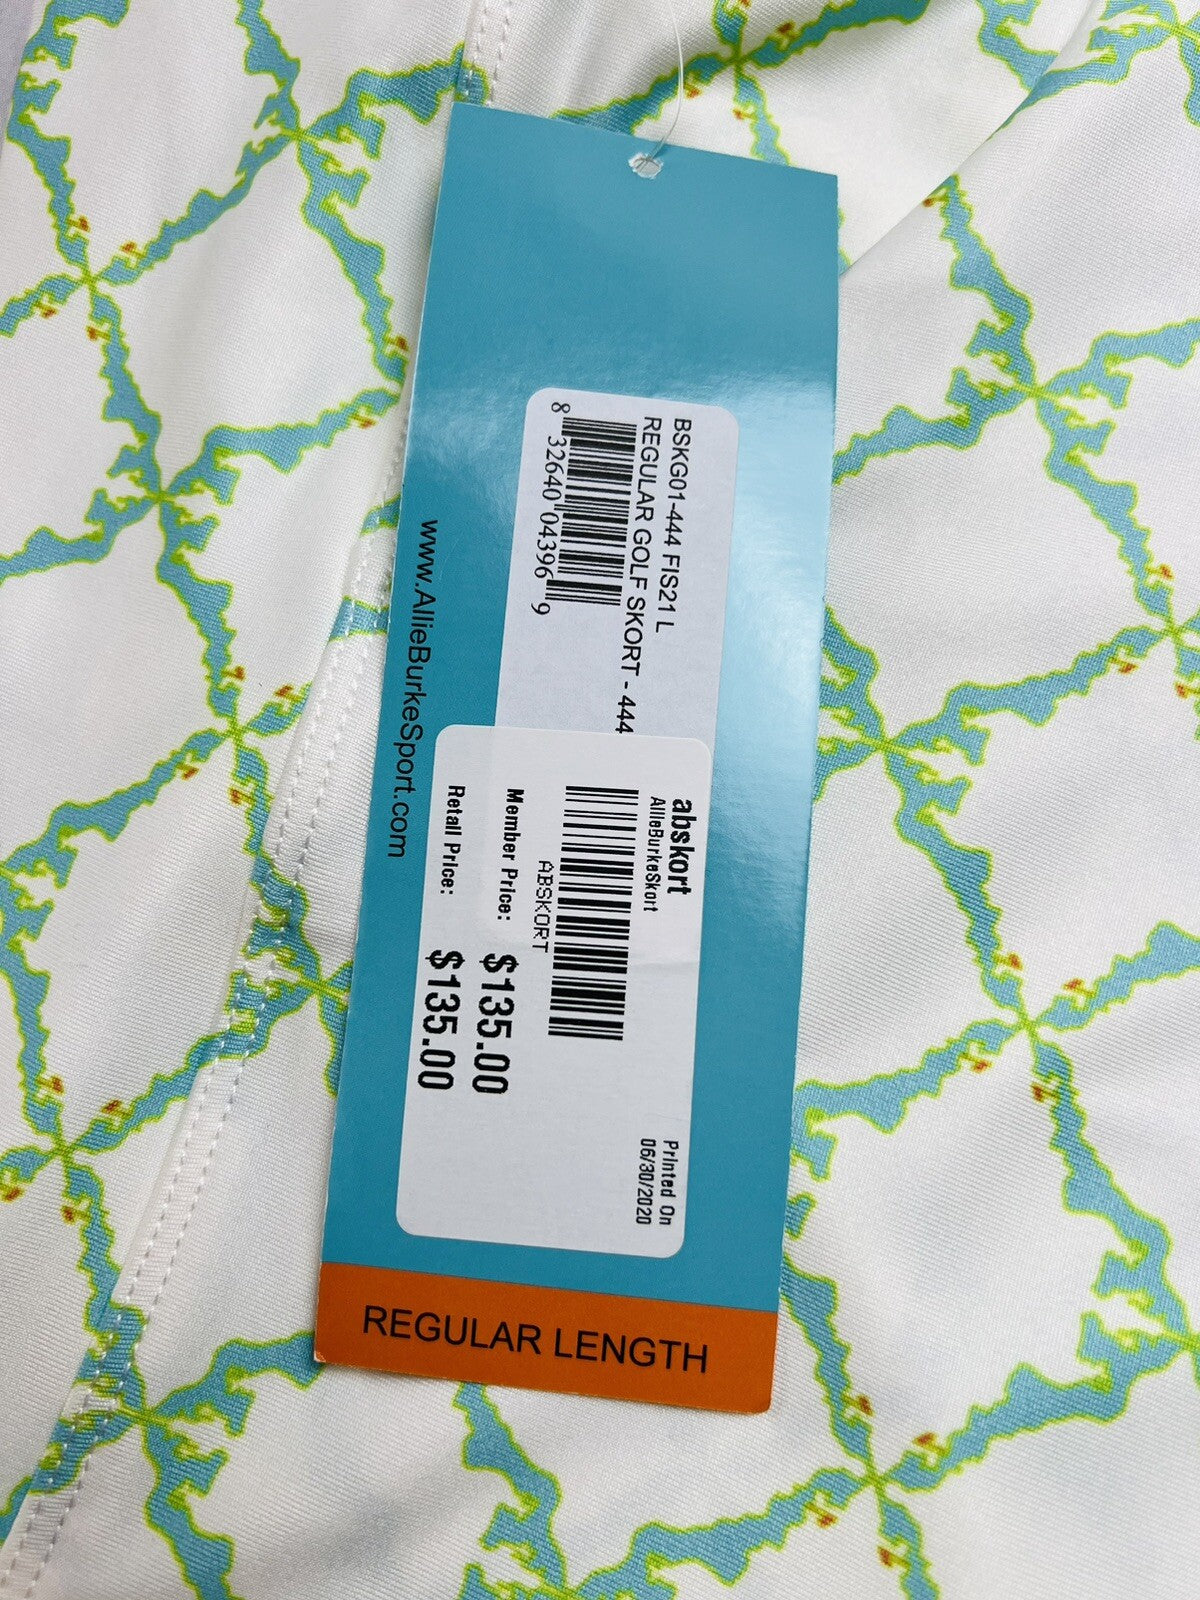 BSKG01-444 FIS21 L
REGULAR GOLF SKORT - 444
8 32640 04396 9
www.AllieBurkeSport.com
abskort
AllieBurkeSkort
ABSKORT
Member Price: $135.00
Retail Price: $135.00
Printed On
06/30/2020
REGULAR LENGTH